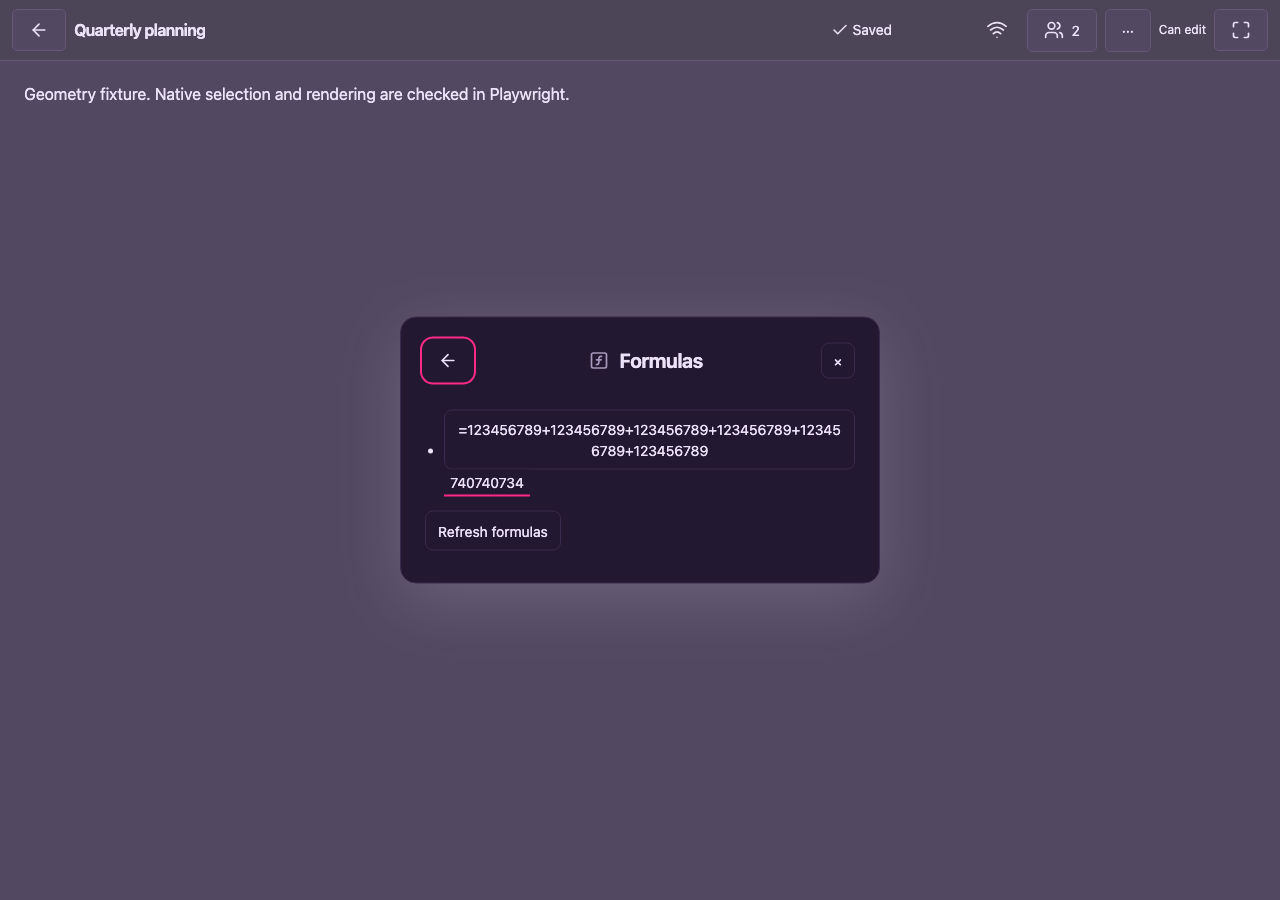 Quarterly planning
Saved
2
...
Can edit
Geometry fixture. Native selection and rendering are checked in Playwright.
Formulas
×
=123456789+123456789+123456789+123456789+12345
6789+123456789
740740734
Refresh formulas